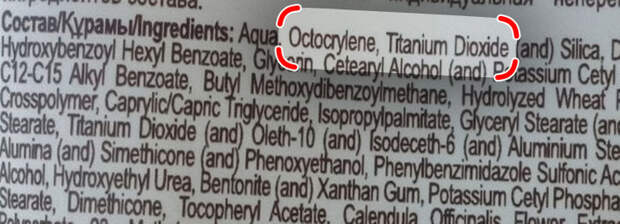 Состав/Құрамы/Ingredients: Aqua, Octocrylene, Titanium Dioxide (and) Silica, D
Hydroxybenzoyl Hexyl Benzoate, Glycerin, Cetearyl Alcohol (and) Potassium Cetyl
C12-C15 Alkyl Benzoate, Butyl Methoxydibenzoylmethane, Hydrolyzed Wheat
Crosspolymer, Caprylic/Capric Triglyceride, Isopropylpalmitate, Glyceryl Stearate (and
Stearate, Titanium Dioxide (and) Oleth-10 (and) Isodeceth-6 (and) Aluminium Ste
Alumina (and) Simethicone (and) Phenoxyethanol, Phenylbenzimidazole Sulfonic A
Alcohol, Hydroxyethyl Urea, Bentonite (and) Xanthan Gum, Potassium Cetyl Phospha
Stearate, Dimethicone, Tocopheryl Acetate, Calendula Officinalis Flower Extra